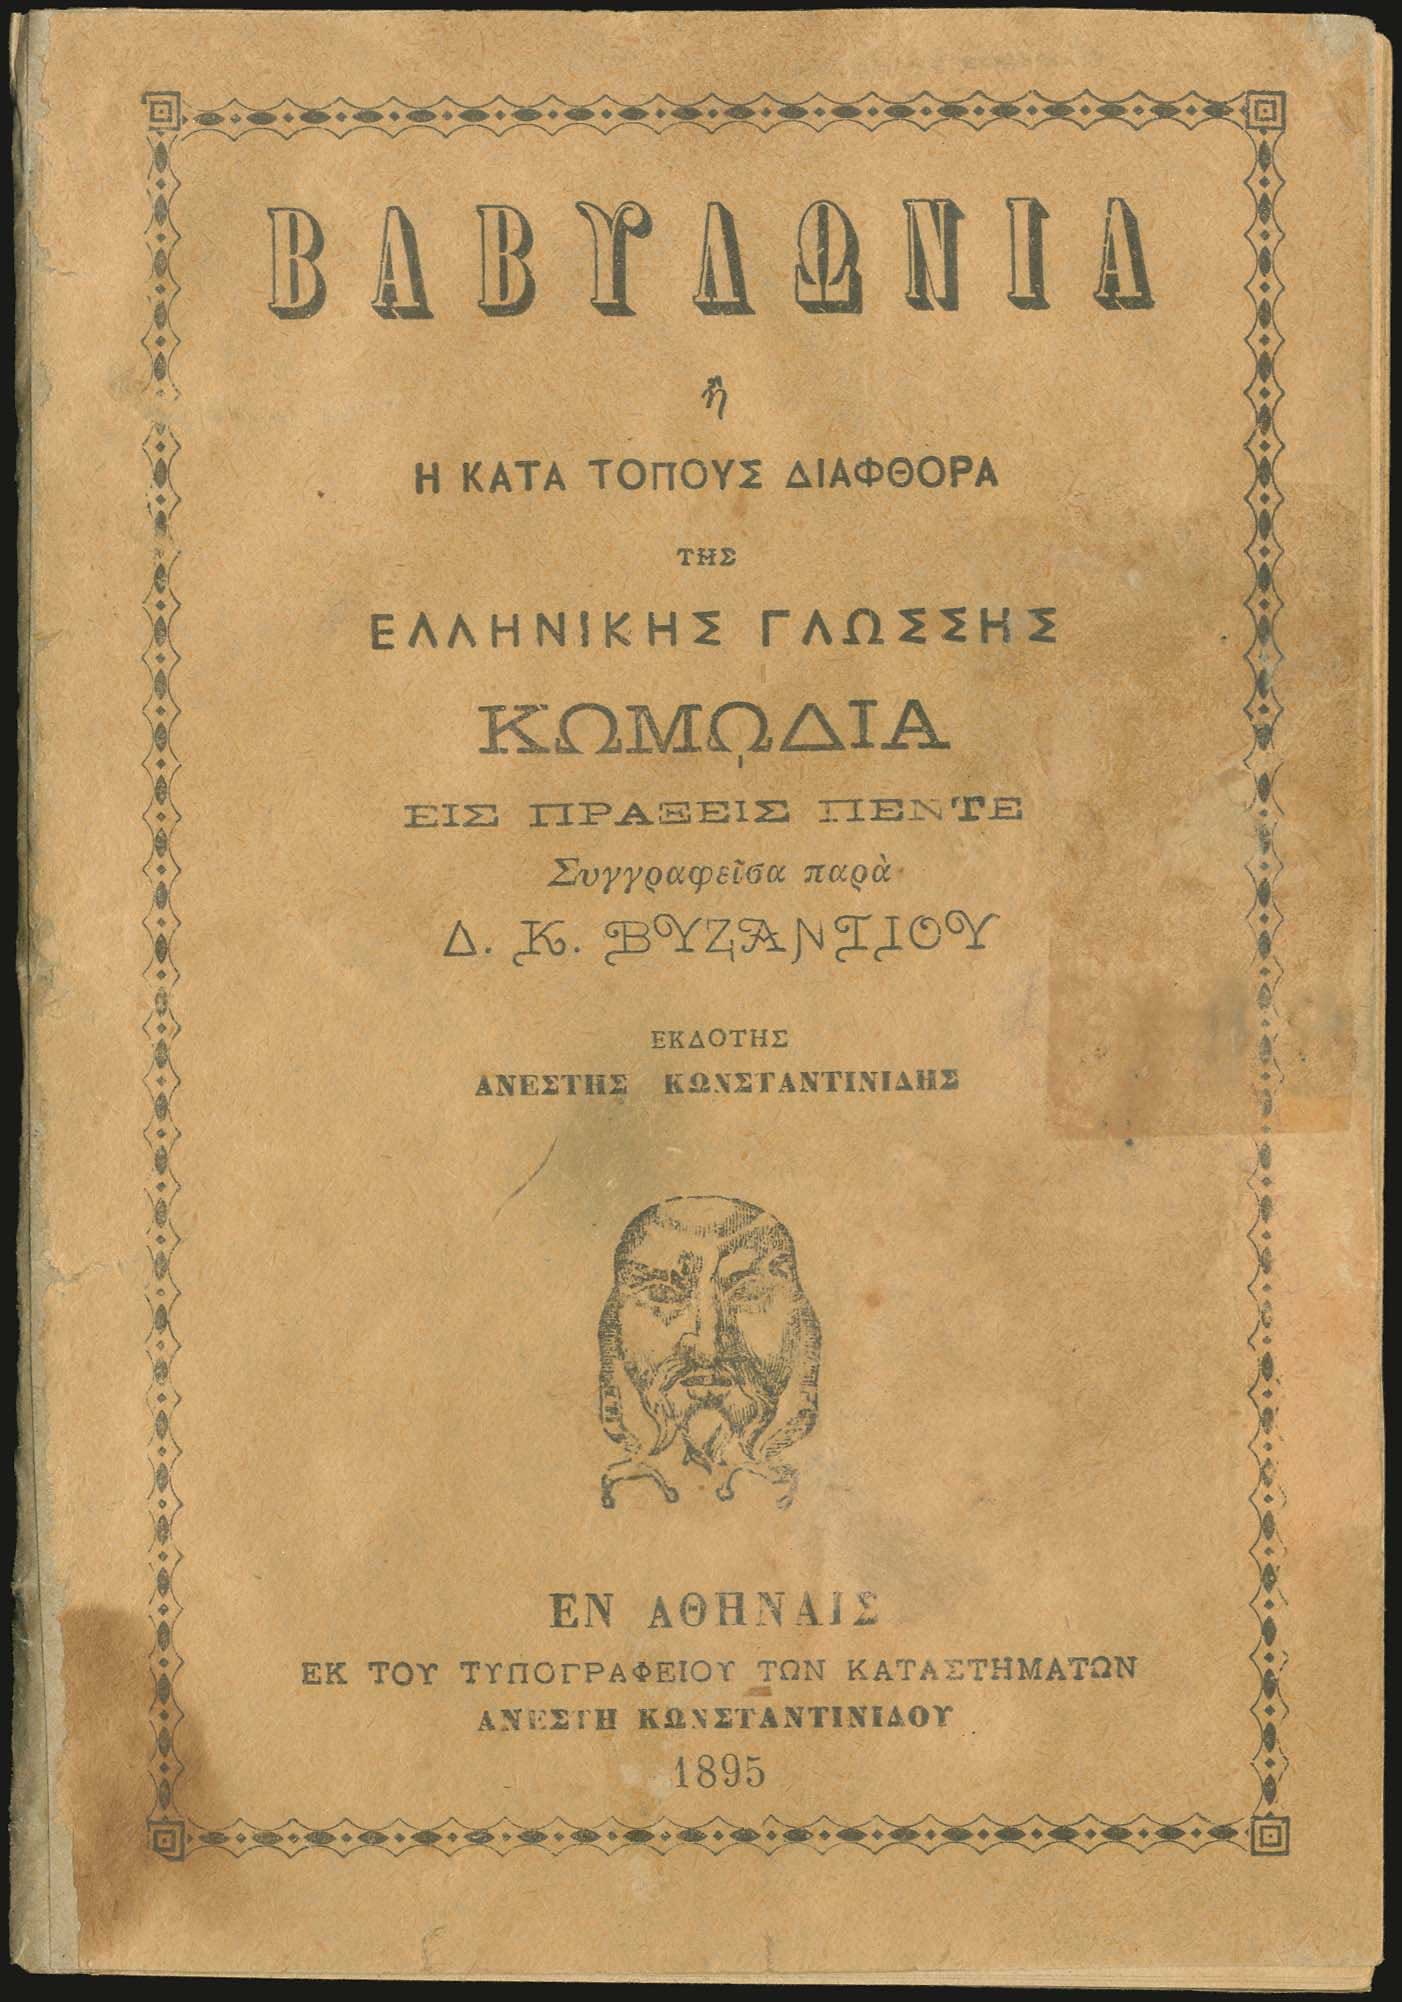 ΒΑΒΥΛΩΝΙΑ
ἢ
Η ΚΑΤΑ ΤΟΠΟΥΣ ΔΙΑΦΘΟΡΑ
ΤΗΣ
ΕΛΛΗΝΙΚΗΣ ΓΛΩΣΣΗΣ
ΚΩΜῼΔΙΑ
ΕΙΣ ΠΡΑΞΕΙΣ ΠΕΝΤΕ
Συγγραφεῖσα παρὰ
Δ. Κ. ΒΥΖΑΝΤΙΟΥ
ΕΚΔΟΤΗΣ
ΑΝΕΣΤΗΣ ΚΩΝΣΤΑΝΤΙΝΙΔΗΣ
ΕΝ ΑΘΗΝΑΙΣ
ΕΚ ΤΟΥ ΤΥΠΟΓΡΑΦΕΙΟΥ ΤΩΝ ΚΑΤΑΣΤΗΜΑΤΩΝ
ΑΝΕΣΤΗ ΚΩΝΣΤΑΝΤΙΝΙΔΟΥ
1895